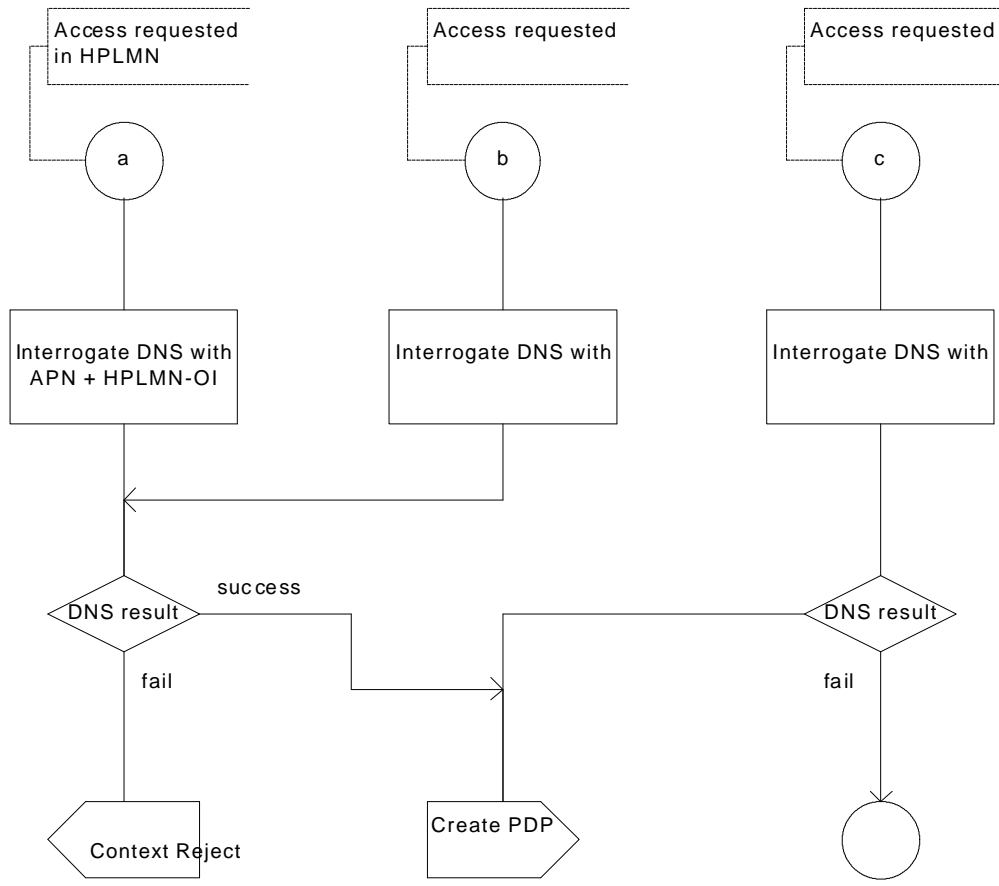 Access requested
in HPLMN
Access requested
Access requested
a
b
c
Interrogate DNS with
APN + HPLMN-OI
Interrogate DNS with
Interrogate DNS with
success
DNS result
DNS result
fail
fail
Context Reject
Create PDP